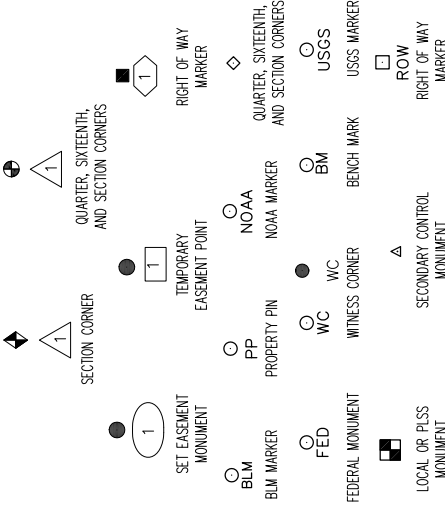 1
SECTION CORNER
1
QUARTER, SIXTEENTH,
AND SECTION CORNERS
1
SET EASEMENT
MONUMENT
1
TEMPORARY
EASEMENT POINT
1
RIGHT OF WAY
MARKER
BLM
BLM MARKER
PP
PROPERTY PIN
NOAA
NOAA MARKER
QUARTER, SIXTEENTH,
AND SECTION CORNERS
FED
FEDERAL MONUMENT
WC
WC
WITNESS CORNER
BM
BENCH MARK
USGS
USGS MARKER
LOCAL OR PLSS
MONUMENT
SECONDARY CONTROL
MONUMENT
ROW
RIGHT OF WAY
MARKER